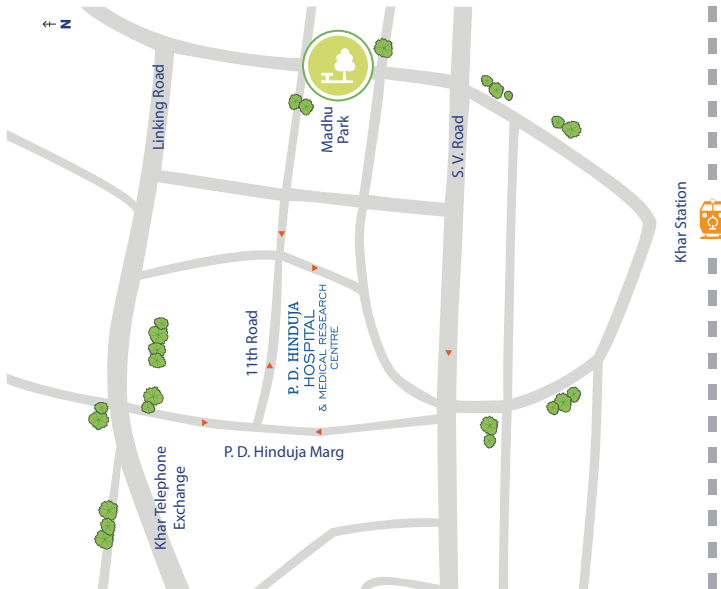 N
Linking Road
Madhu
Park
S. V. Road
Khar Station
11th Road
P. D. HINDUJA
HOSPITAL
& MEDICAL RESEARCH
CENTRE
P. D. Hinduja Marg
Khar Telephone
Exchange